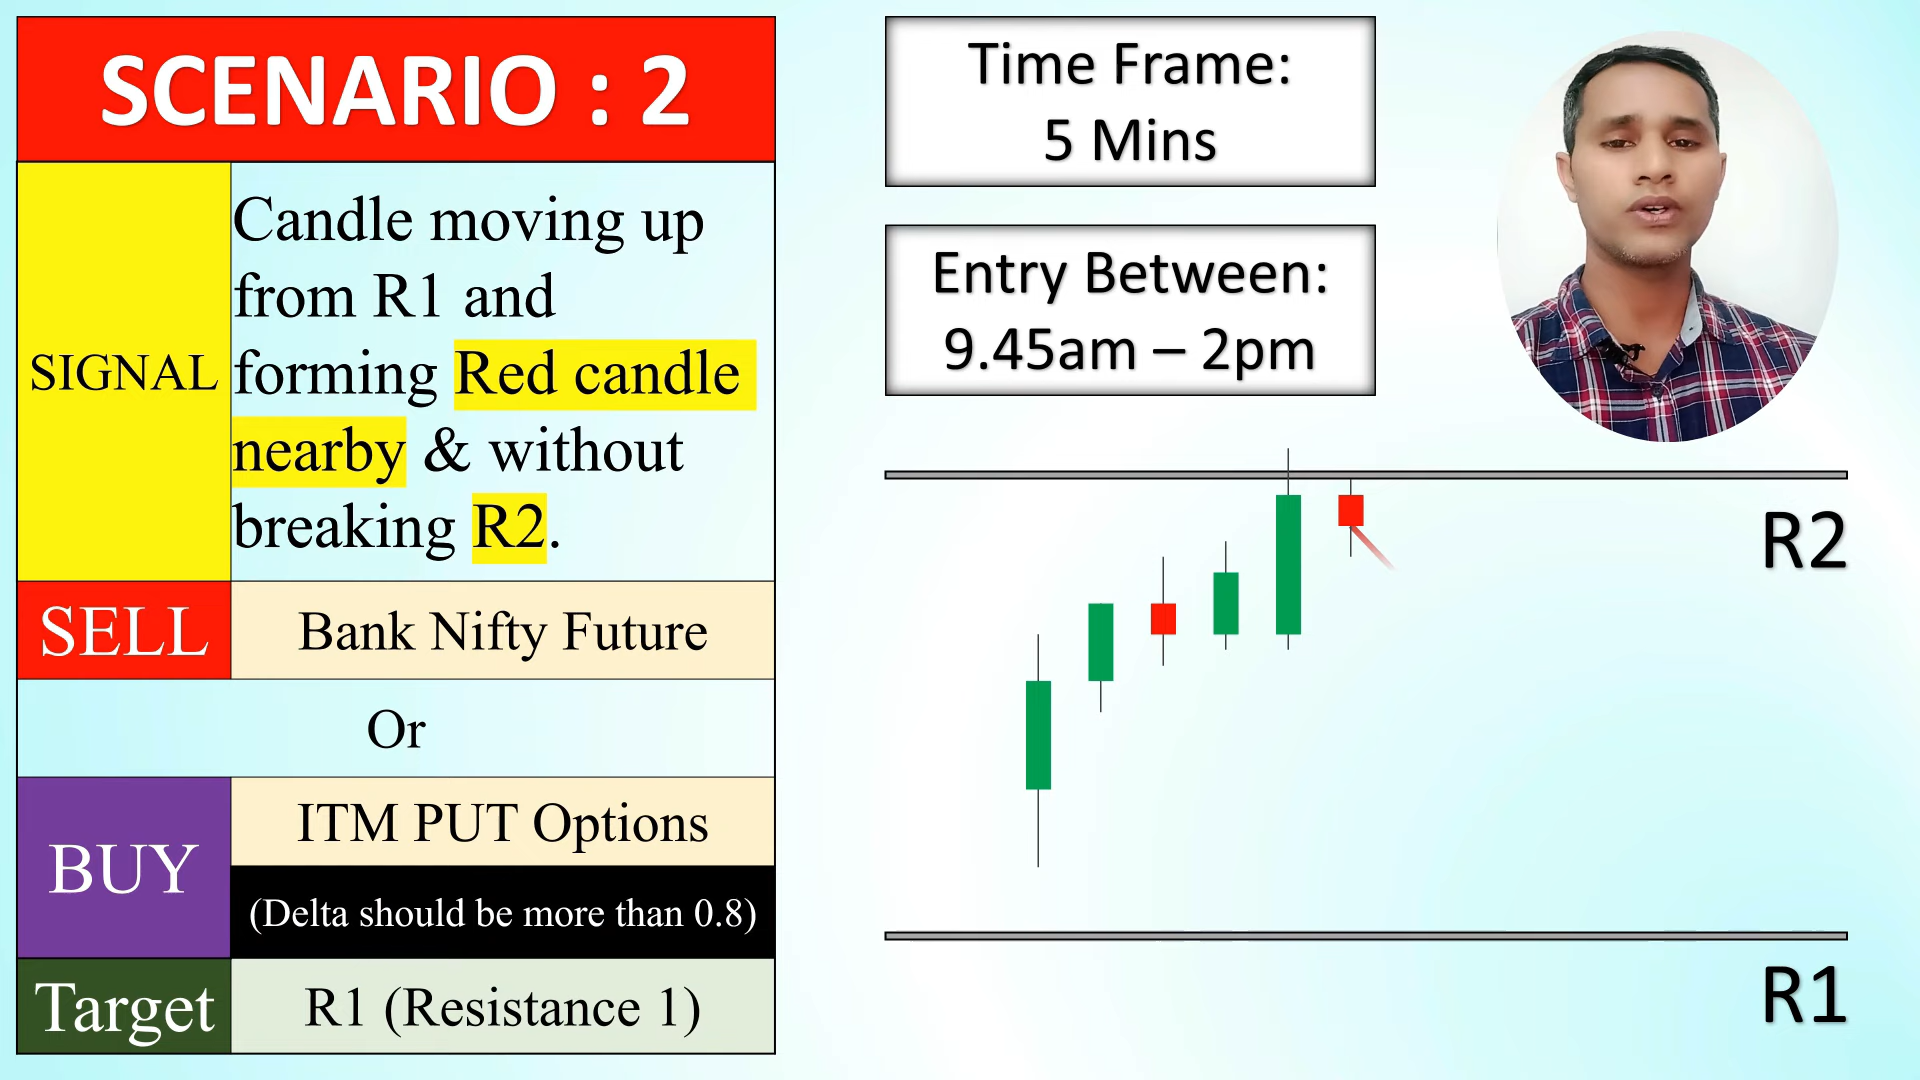 SCENARIO : 2
SIGNAL
Candle moving up
from R1 and
forming Red candle
nearby & without
breaking R2.
SELL
Bank Nifty Future
Or
BUY
ITM PUT Options
(Delta should be more than 0.8)
Target
R1 (Resistance 1)
Time Frame:
5 Mins
Entry Between:
9.45am – 2pm
R2
R1